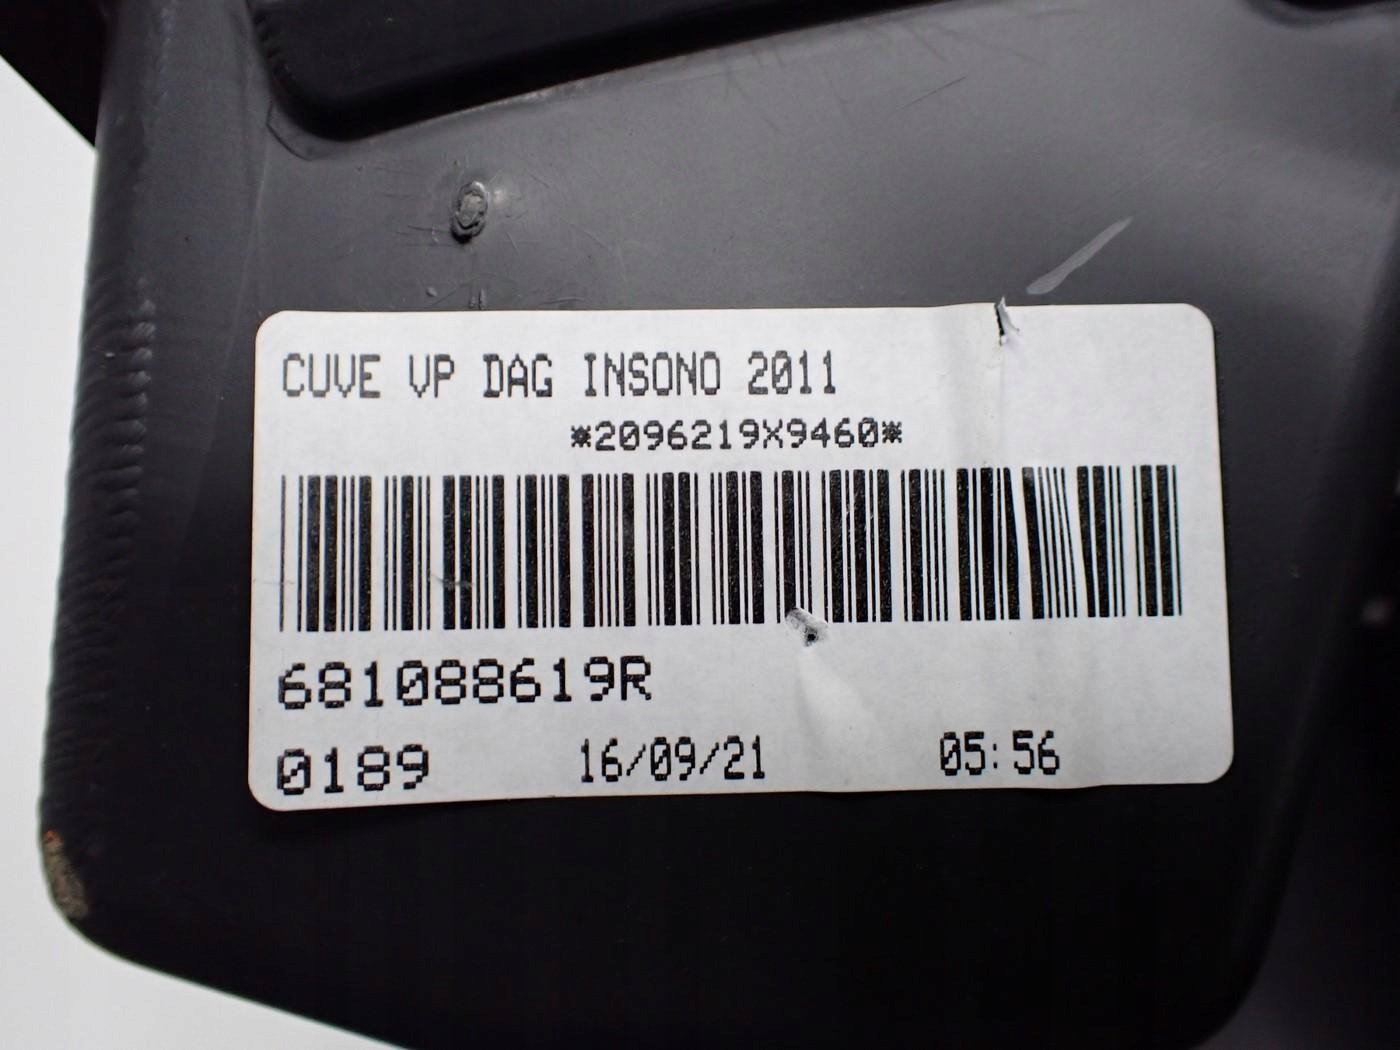 CUVE VP DAG INSONO 2011
*2096219X9460*
681088619R
0189 16/09/21 05:56